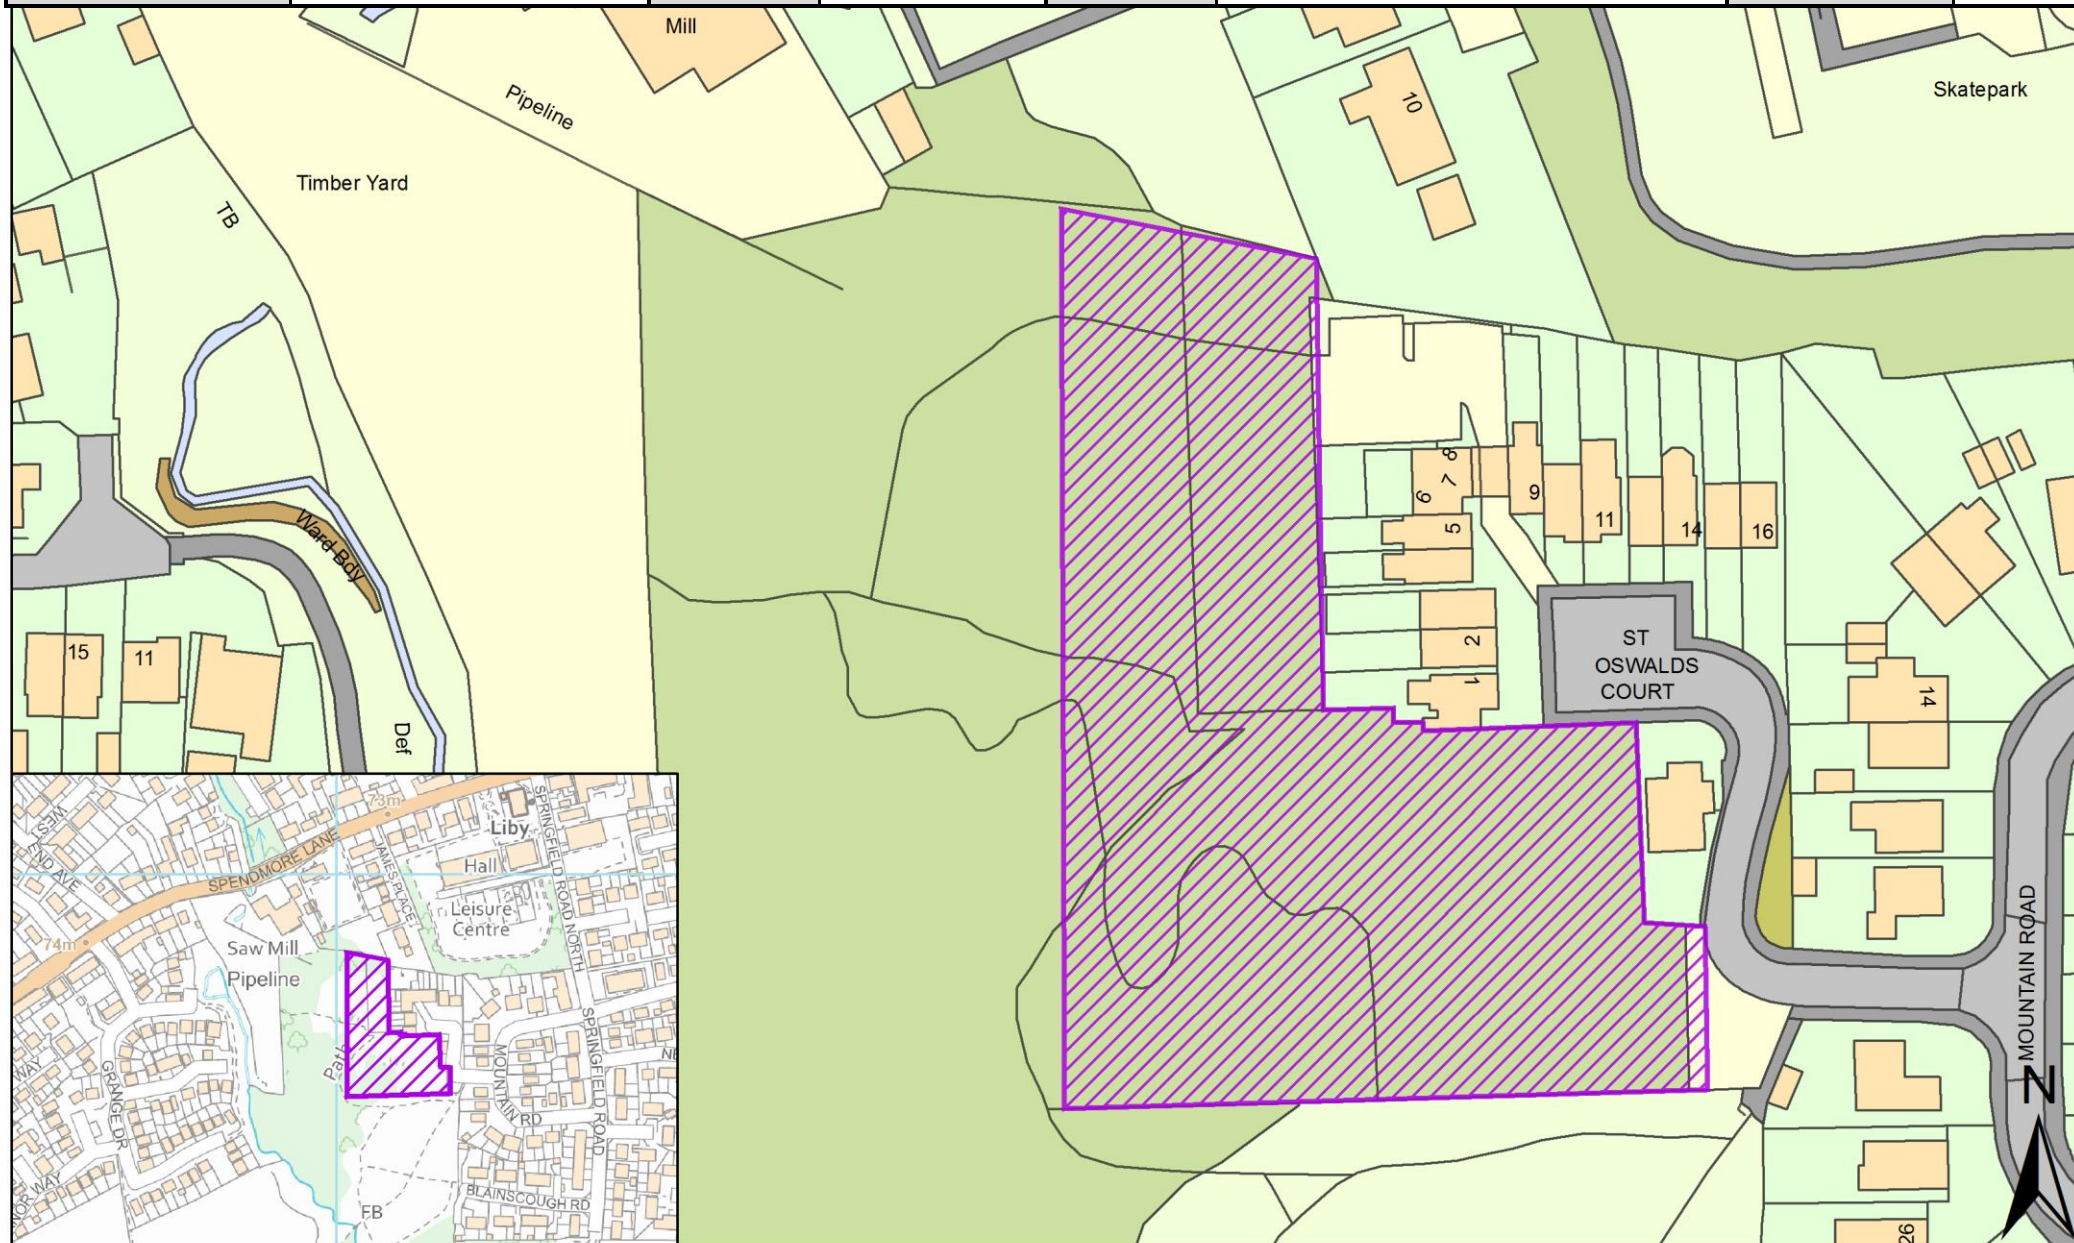 Mill
Pipeline
Skatepark
10
Timber Yard
TB
8
7
6
9
5
11
14
16
Ward Bdy
ST
OSWALDS
COURT
2
1
15
11
14
Def
MOUNTAIN ROAD
N
26
73m
SPRINGFIELD ROAD NORTH
WEST
END AVE
SPENDMORE LANE
JAMES PLACE
Liby
Hall
Leisure
Centre
74m
Saw Mill
Pipeline
Path
WAY
GRANGE DR
MOUNTAIN RD
SPRINGFIELD ROAD
BLAINSCOUGH RD
FB